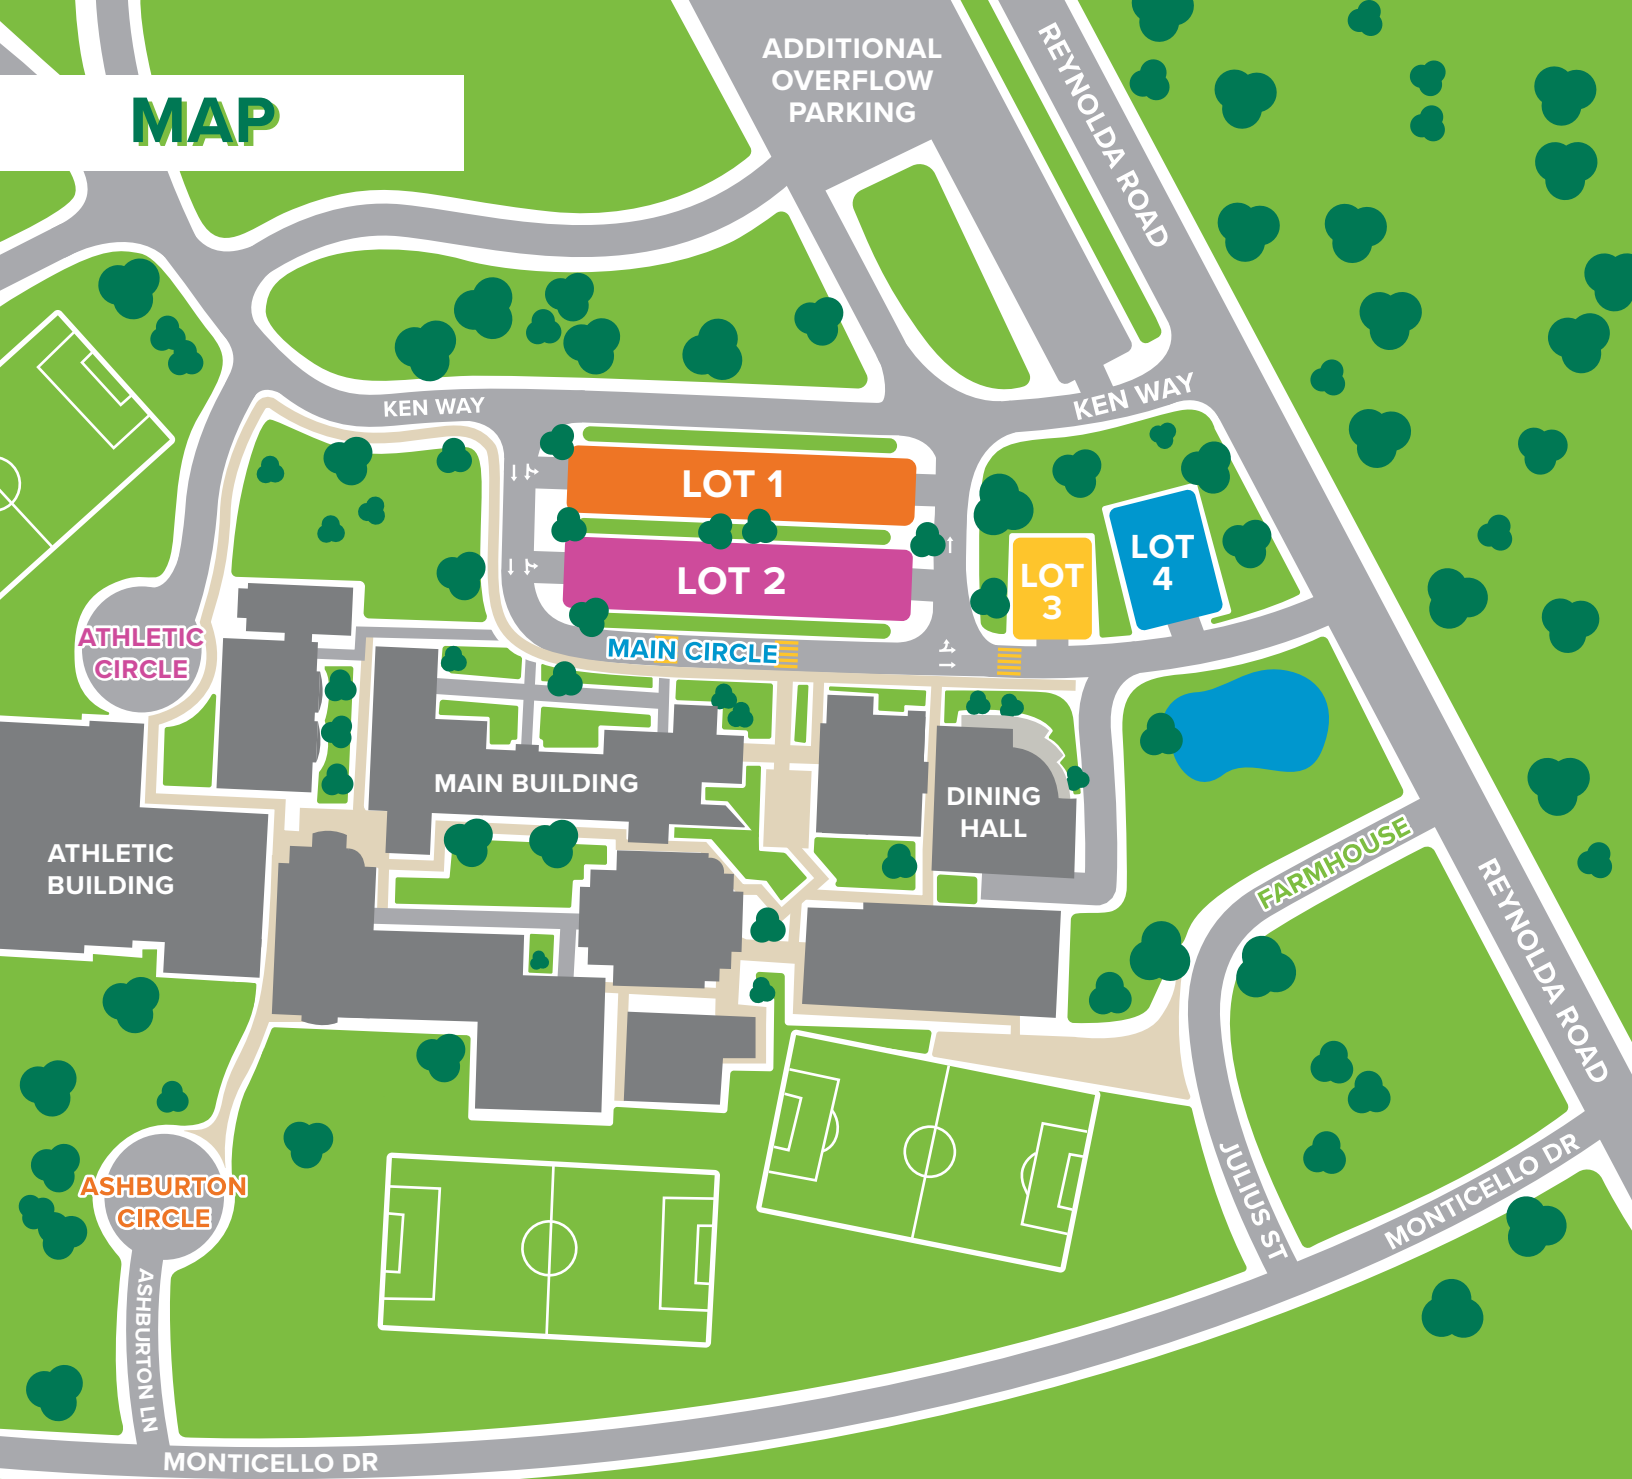 MAP
ADDITIONAL
OVERFLOW
PARKING
REYNOLDA ROAD
KEN WAY
KEN WAY
LOT 1
LOT 2
LOT
3
LOT
4
MAIN CIRCLE
ATHLETIC
CIRCLE
MAIN BUILDING
DINING
HALL
ATHLETIC
BUILDING
FARMHOUSE
REYNOLDA ROAD
ASHBURTON
CIRCLE
JULIUS ST
MONTICELLO DR
ASHBURTON LN
MONTICELLO DR